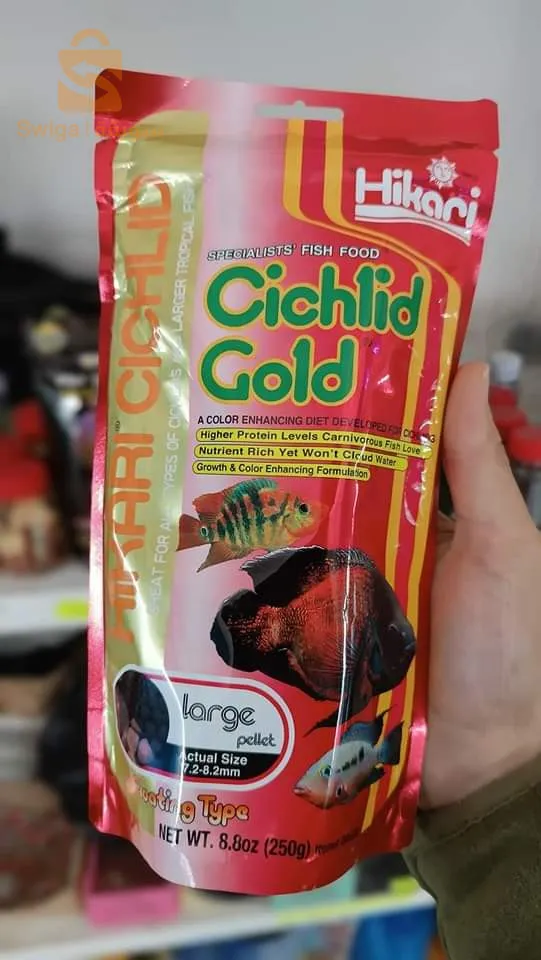 Hikari
SPECIALISTS' FISH FOOD
Cichlid
Gold
A COLOR ENHANCING DIET DEVELOPED FOR
Higher Protein Levels Carnivorous Fish Love
Nutrient Rich Yet Won't Cloud Water
Growth & Color Enhancing Formulation
HIKARI CICHLID
GREAT FOR ALL TYPES OF CICHLIDS & LARGER TROPICAL FISH
large
pellet
Actual Size
7.2-8.2mm
Type
NET WT. 8.8oz (250g)